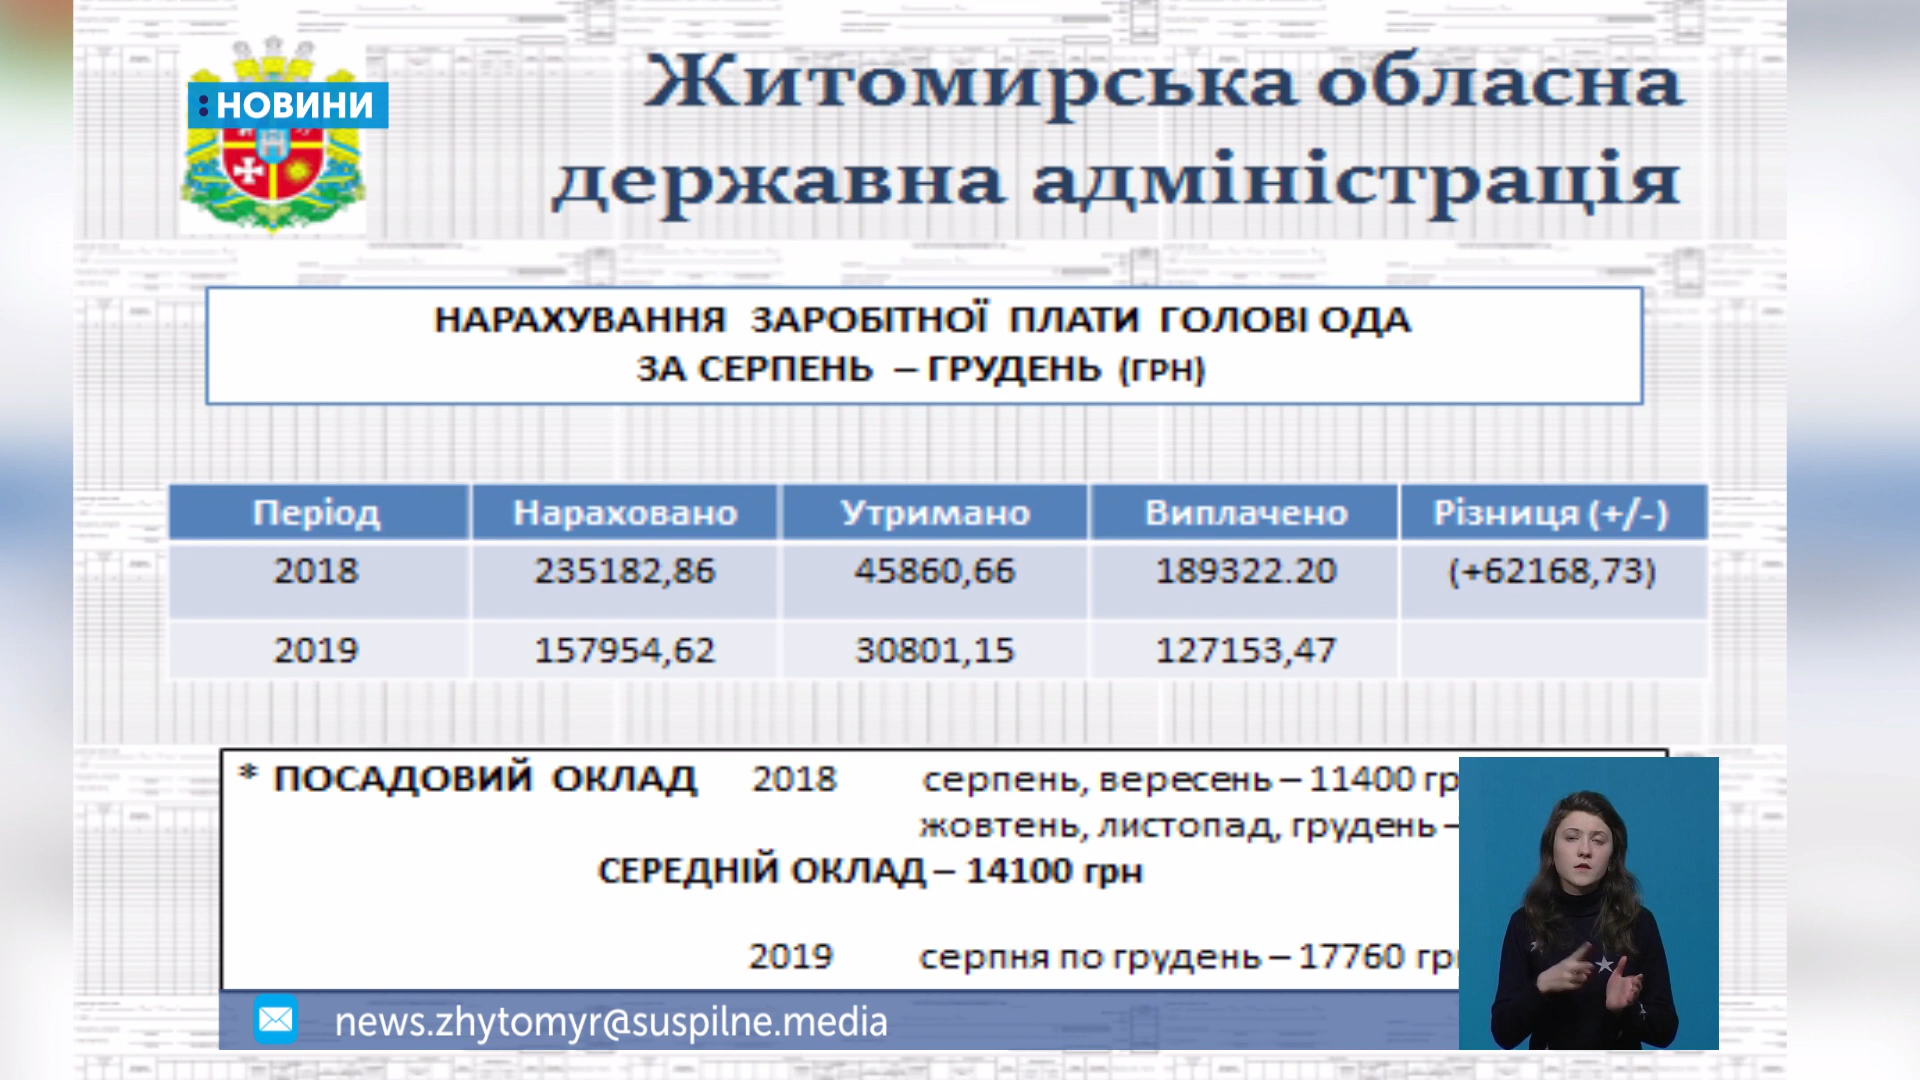 : НОВИНИ
Житомирська обласна
державна адміністрація
НАРАХУВАННЯ ЗАРОБІТНОЇ ПЛАТИ ГОЛОВІ ОДА
ЗА СЕРПЕНЬ – ГРУДЕНЬ (ГРН)
Період Нараховано Утримано Виплачено Різниця (+/-)
2018 235182,86 45860,66 189322.20 (+62168,73)
2019 157954,62 30801,15 127153,47
* ПОСАДОВИЙ ОКЛАД 2018 серпень, вересень – 11400 гр
жовтень, листопад, грудень –
СЕРЕДНІЙ ОКЛАД – 14100 грн
2019 серпня по грудень – 17760 гр
news.zhytomyr@suspilne.media